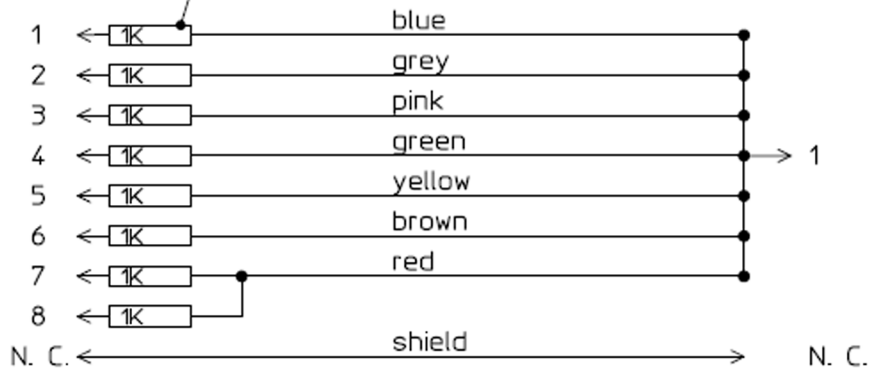 1 1K blue
2 1K grey
3 1K pink
4 1K green 1
5 1K yellow
6 1K brown
7 1K red
8 1K
N. C. shield N. C.